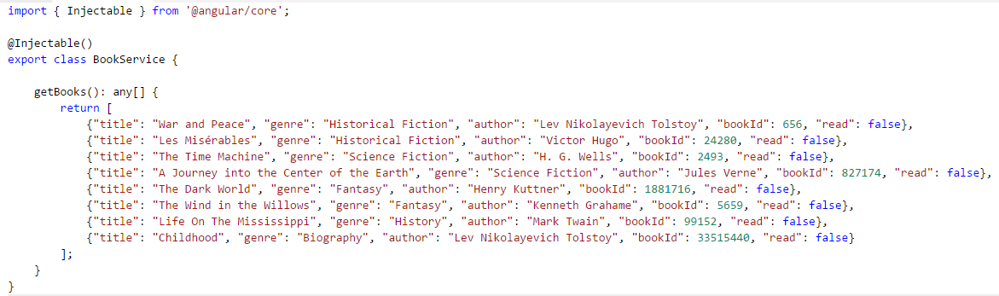 import { Injectable } from '@angular/core';
@Injectable()
export class BookService {
getBooks(): any[] {
return [
{"title": "War and Peace", "genre": "Historical Fiction", "author": "Lev Nikolayevich Tolstoy", "bookId": 656, "read": false},
{"title": "Les Misérables", "genre": "Historical Fiction", "author": "Victor Hugo", "bookId": 24280, "read": false},
{"title": "The Time Machine", "genre": "Science Fiction", "author": "H. G. Wells", "bookId": 2493, "read": false},
{"title": "A Journey into the Center of the Earth", "genre": "Science Fiction", "author": "Jules Verne", "bookId": 827174, "read": false},
{"title": "The Dark World", "genre": "Fantasy", "author": "Henry Kuttner", "bookId": 1881716, "read": false},
{"title": "The Wind in the Willows", "genre": "Fantasy", "author": "Kenneth Grahame", "bookId": 5659, "read": false},
{"title": "Life On The Mississippi", "genre": "History", "author": "Mark Twain", "bookId": 99152, "read": false},
{"title": "Childhood", "genre": "Biography", "author": "Lev Nikolayevich Tolstoy", "bookId": 33515440, "read": false}
];
}
}